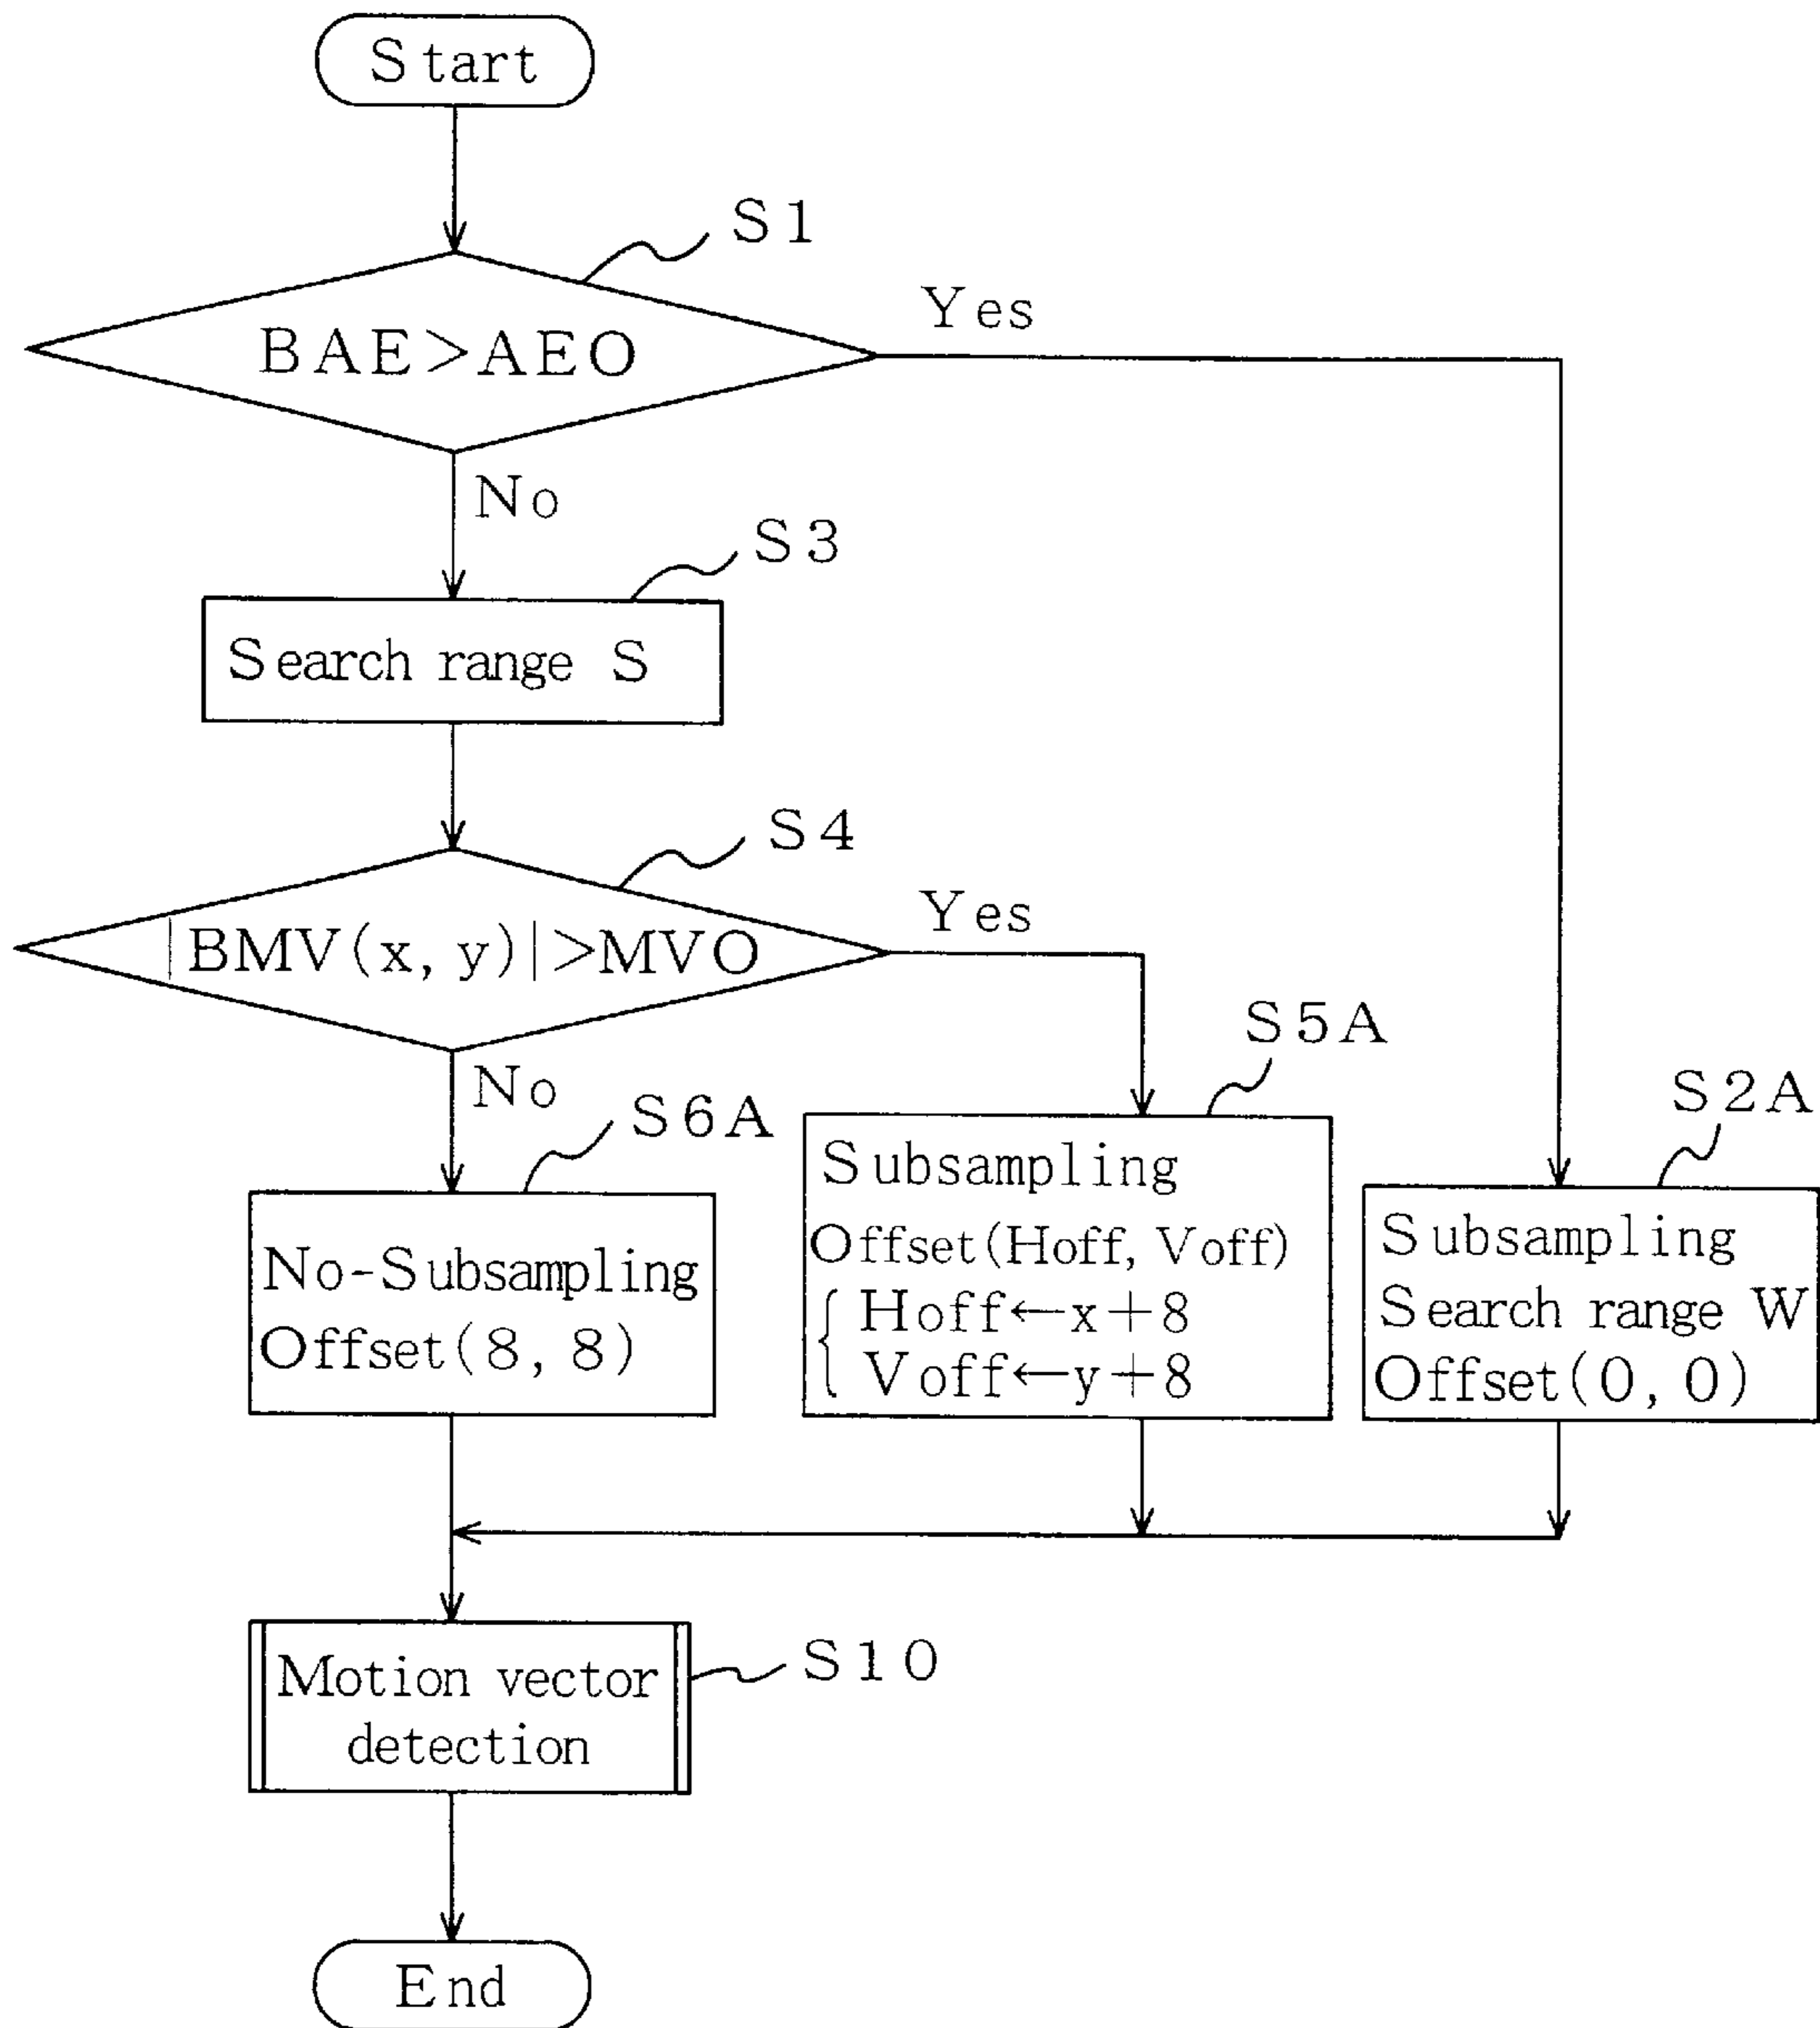 Start
S1
BAE>AEO
Yes
No
S3
Search range S
S4
|BMV(x, y)|>MVO
Yes
No
S5A
S2A
S6A
Subsampling
Offset(Hoff, Voff)
Hoff←x+8
Voff←y+8
Subsampling
Search range W
Offset(0, 0)
No-Subsampling
Offset(8, 8)
Motion vector
detection
S10
End